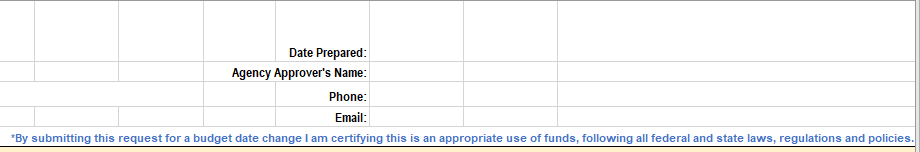 Date Prepared:
Agency Approver's Name:
Phone:
Email:
*By submitting this request for a budget date change I am certifying this is an appropriate use of funds, following all federal and state laws, regulations and policies.